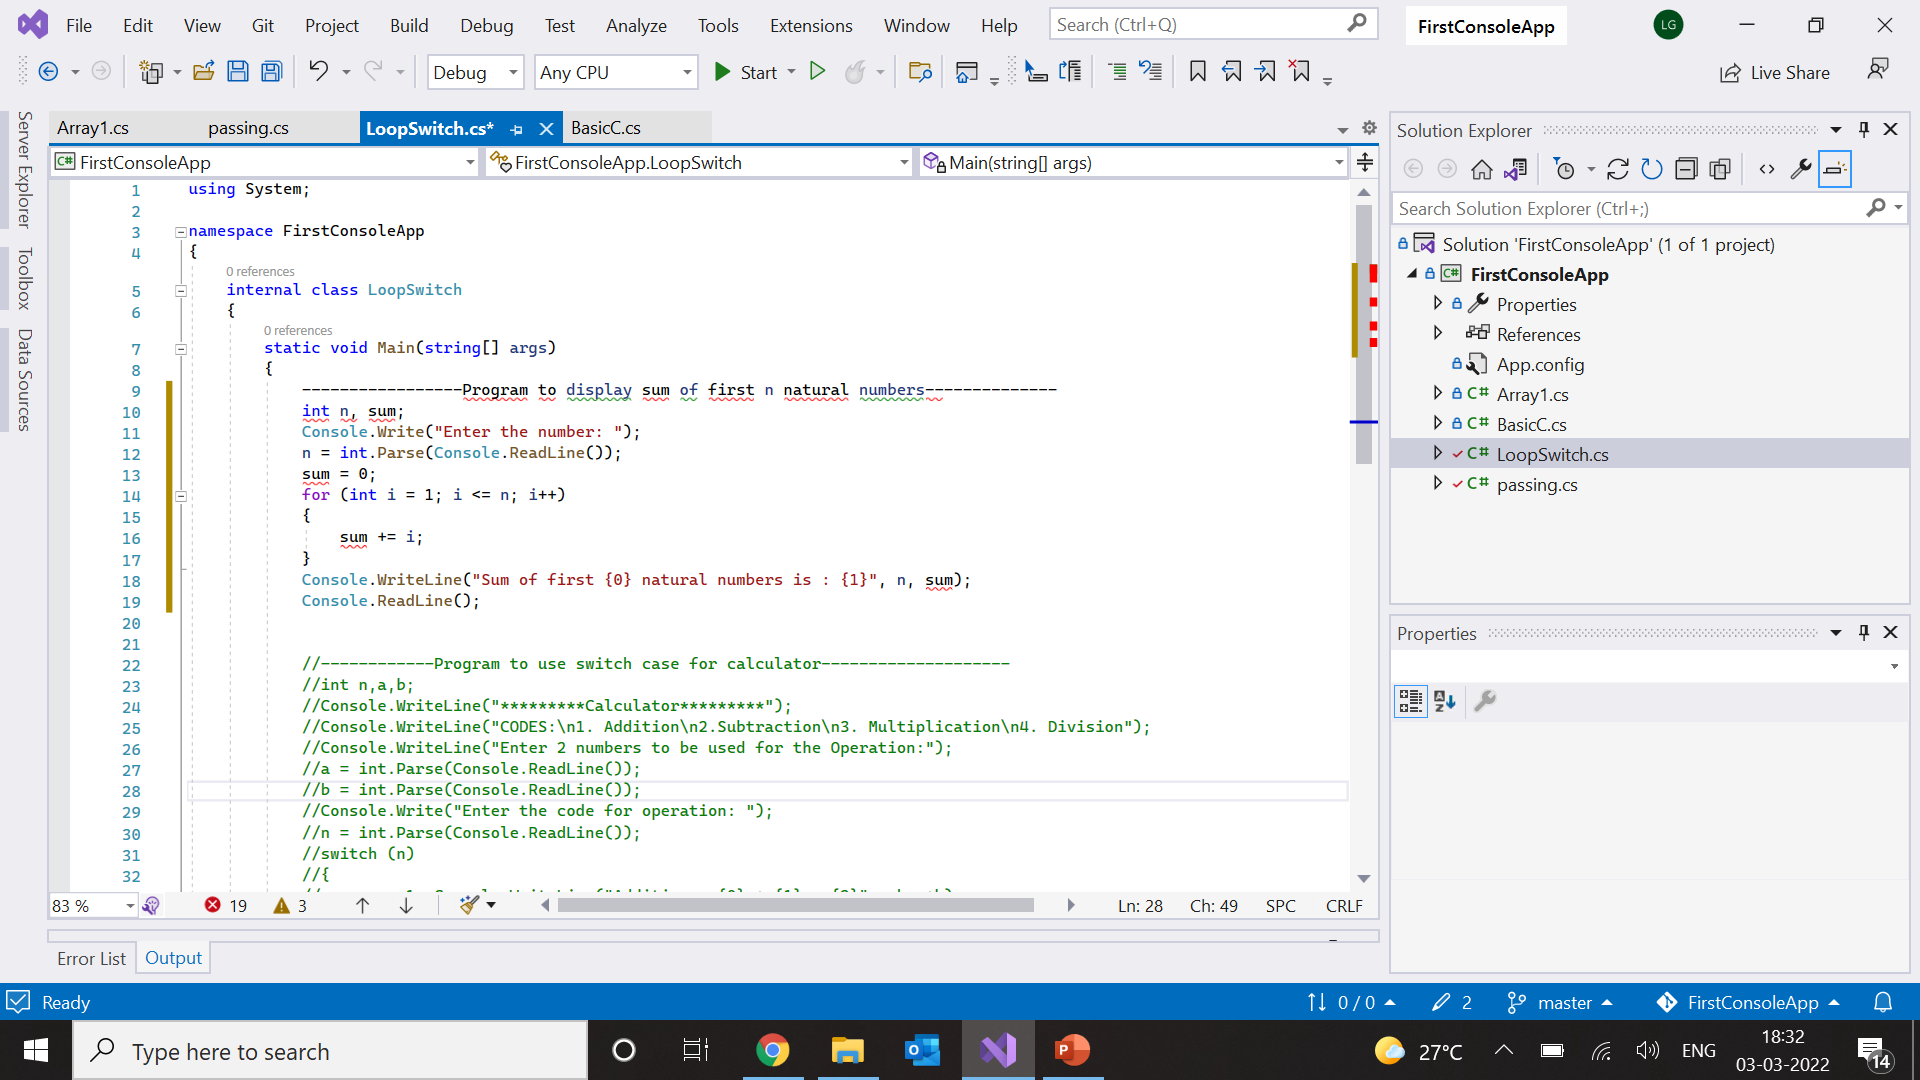 File Edit View Git Project Build Debug Test Analyze Tools Extensions Window Help Search (Ctrl+Q) FirstConsoleApp LG
Debug Any CPU Start Live Share
Server Explorer
Toolbox
Data Sources
Array1.cs passing.cs LoopSwitch.cs* BasicC.cs
FirstConsoleApp FirstConsoleApp.LoopSwitch Main(string[] args)
1 using System;
2
3 namespace FirstConsoleApp
4 {
0 references
5 internal class LoopSwitch
6 {
0 references
7 static void Main(string[] args)
8 {
9 -----------------Program to display sum of first n natural numbers--------------
10 int n, sum;
11 Console.Write("Enter the number: ");
12 n = int.Parse(Console.ReadLine());
13 sum = 0;
14 for (int i = 1; i <= n; i++)
15 {
16 sum += i;
17 }
18 Console.WriteLine("Sum of first {0} natural numbers is : {1}", n, sum);
19 Console.ReadLine();
20
21
22 //------------Program to use switch case for calculator--------------------
23 //int n,a,b;
24 //Console.WriteLine("*********Calculator*********");
25 //Console.WriteLine("CODES:\n1. Addition\n2.Subtraction\n3. Multiplication\n4. Division");
26 //Console.WriteLine("Enter 2 numbers to be used for the Operation:");
27 //a = int.Parse(Console.ReadLine());
28 //b = int.Parse(Console.ReadLine());
29 //Console.Write("Enter the code for operation: ");
30 //n = int.Parse(Console.ReadLine());
31 //switch (n)
32 //{
83 % 19 3 Ln: 28 Ch: 49 SPC CRLF
Error List Output
Solution Explorer
Search Solution Explorer (Ctrl+;)
Solution 'FirstConsoleApp' (1 of 1 project)
C# FirstConsoleApp
Properties
References
App.config
C# Array1.cs
C# BasicC.cs
C# LoopSwitch.cs
C# passing.cs
Properties
Ready 0 / 0 2 master FirstConsoleApp
Type here to search 27°C ENG 18:32
03-03-2022 14